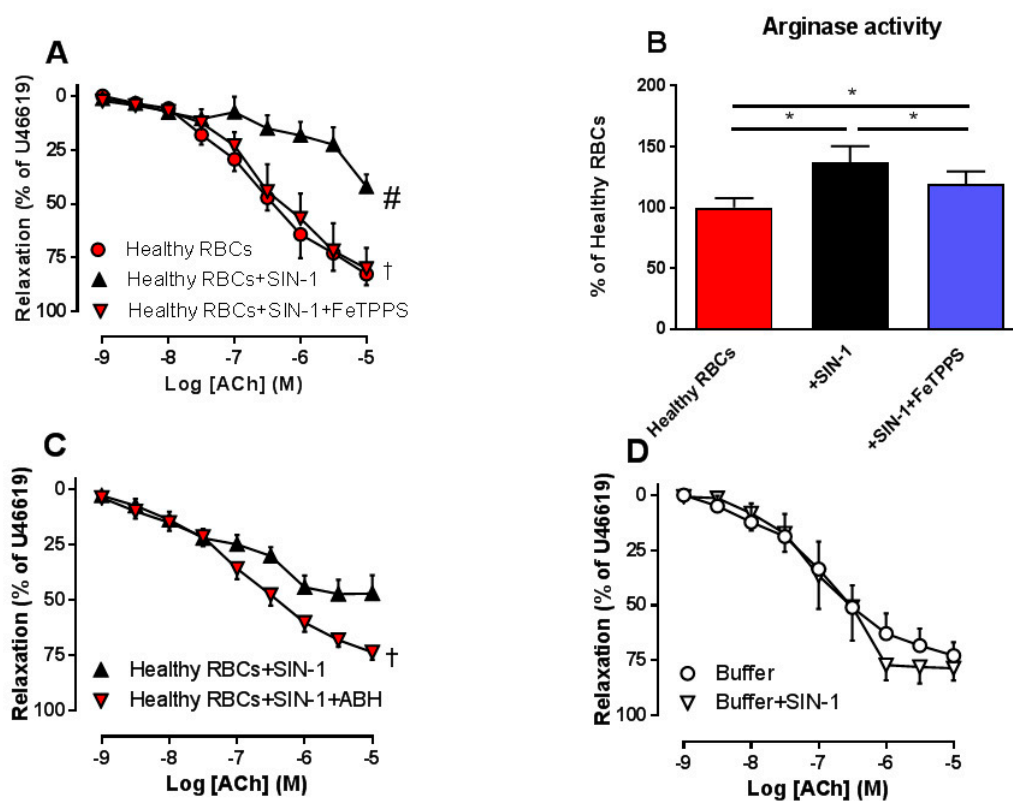 A
Relaxation (% of U46619)
0
25
50
75
100
#
†
Healthy RBCs
Healthy RBCs+SIN-1
Healthy RBCs+SIN-1+FeTPPS
-9 -8 -7 -6 -5
Log [ACh] (M)
B
Arginase activity
% of Healthy RBCs
200
150
100
50
0
*
* *
Healthy RBCs
+SIN-1
+SIN-1+FeTPPS
C
Relaxation (% of U46619)
0
25
50
75
100
†
Healthy RBCs+SIN-1
Healthy RBCs+SIN-1+ABH
-9 -8 -7 -6 -5
Log [ACh] (M)
D
Relaxation (% of U46619)
0
25
50
75
100
Buffer
Buffer+SIN-1
-9 -8 -7 -6 -5
Log [ACh] (M)